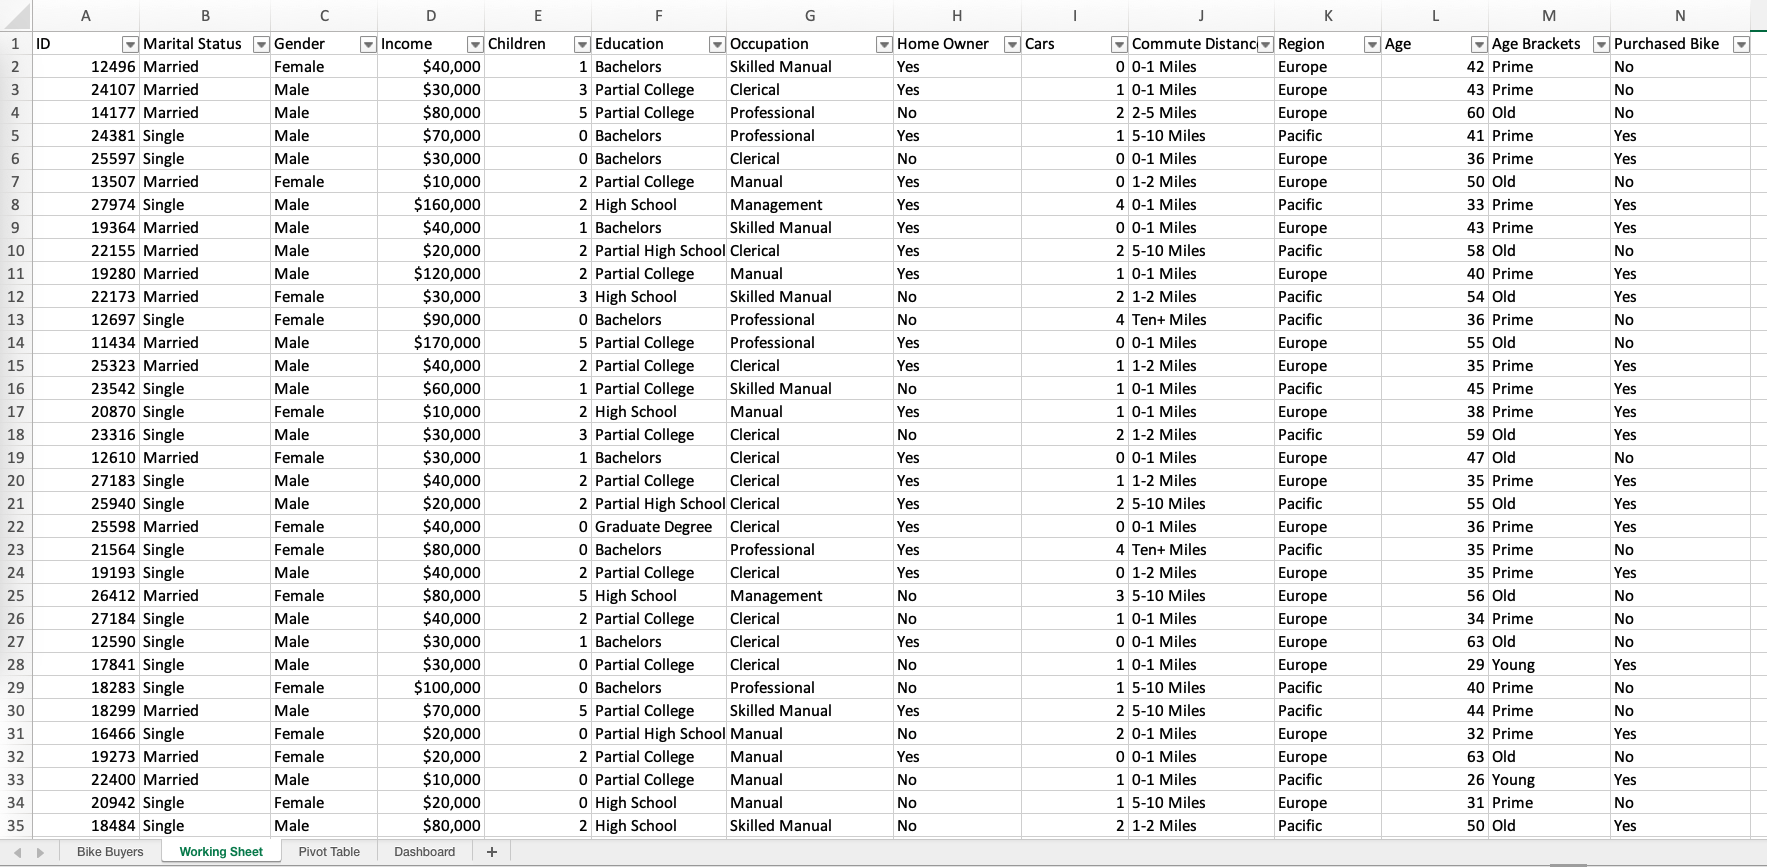 A B C D E F G H I J K L M N
1 ID Marital Status Gender Income Children Education Occupation Home Owner Cars Commute Distanc Region Age Age Brackets Purchased Bike
2 12496 Married Female $40,000 1 Bachelors Skilled Manual Yes 0 0-1 Miles Europe 42 Prime No
3 24107 Married Male $30,000 3 Partial College Clerical Yes 1 0-1 Miles Europe 43 Prime No
4 14177 Married Male $80,000 5 Partial College Professional No 2 2-5 Miles Europe 60 Old No
5 24381 Single Male $70,000 0 Bachelors Professional Yes 1 5-10 Miles Pacific 41 Prime Yes
6 25597 Single Male $30,000 0 Bachelors Clerical No 0 0-1 Miles Europe 36 Prime Yes
7 13507 Married Female $10,000 2 Partial College Manual Yes 0 1-2 Miles Europe 50 Old No
8 27974 Single Male $160,000 2 High School Management Yes 4 0-1 Miles Pacific 33 Prime Yes
9 19364 Married Male $40,000 1 Bachelors Skilled Manual Yes 0 0-1 Miles Europe 43 Prime Yes
10 22155 Married Male $20,000 2 Partial High School Clerical Yes 2 5-10 Miles Pacific 58 Old No
11 19280 Married Male $120,000 2 Partial College Manual Yes 1 0-1 Miles Europe 40 Prime Yes
12 22173 Married Female $30,000 3 High School Skilled Manual No 2 1-2 Miles Pacific 54 Old Yes
13 12697 Single Female $90,000 0 Bachelors Professional No 4 Ten+ Miles Pacific 36 Prime No
14 11434 Married Male $170,000 5 Partial College Professional Yes 0 0-1 Miles Europe 55 Old No
15 25323 Married Male $40,000 2 Partial College Clerical Yes 1 1-2 Miles Europe 35 Prime Yes
16 23542 Single Male $60,000 1 Partial College Skilled Manual No 1 0-1 Miles Pacific 45 Prime Yes
17 20870 Single Female $10,000 2 High School Manual Yes 1 0-1 Miles Europe 38 Prime Yes
18 23316 Single Male $30,000 3 Partial College Clerical No 2 1-2 Miles Pacific 59 Old Yes
19 12610 Married Female $30,000 1 Bachelors Clerical Yes 0 0-1 Miles Europe 47 Old No
20 27183 Single Male $40,000 2 Partial College Clerical Yes 1 1-2 Miles Europe 35 Prime Yes
21 25940 Single Male $20,000 2 Partial High School Clerical Yes 2 5-10 Miles Pacific 55 Old Yes
22 25598 Married Female $40,000 0 Graduate Degree Clerical Yes 0 0-1 Miles Europe 36 Prime Yes
23 21564 Single Female $80,000 0 Bachelors Professional Yes 4 Ten+ Miles Pacific 35 Prime No
24 19193 Single Male $40,000 2 Partial College Clerical Yes 0 1-2 Miles Europe 35 Prime Yes
25 26412 Married Female $80,000 5 High School Management No 3 5-10 Miles Europe 56 Old No
26 27184 Single Male $40,000 2 Partial College Clerical No 1 0-1 Miles Europe 34 Prime No
27 12590 Single Male $30,000 1 Bachelors Clerical Yes 0 0-1 Miles Europe 63 Old No
28 17841 Single Male $30,000 0 Partial College Clerical No 1 0-1 Miles Europe 29 Young Yes
29 18283 Single Female $100,000 0 Bachelors Professional No 1 5-10 Miles Pacific 40 Prime No
30 18299 Married Male $70,000 5 Partial College Skilled Manual Yes 2 5-10 Miles Pacific 44 Prime No
31 16466 Single Female $20,000 0 Partial High School Manual No 2 0-1 Miles Europe 32 Prime Yes
32 19273 Married Female $20,000 2 Partial College Manual Yes 0 0-1 Miles Europe 63 Old No
33 22400 Married Male $10,000 0 Partial College Manual No 1 0-1 Miles Pacific 26 Young Yes
34 20942 Single Female $20,000 0 High School Manual No 1 5-10 Miles Europe 31 Prime No
35 18484 Single Male $80,000 2 High School Skilled Manual No 2 1-2 Miles Pacific 50 Old Yes
Bike Buyers Working Sheet Pivot Table Dashboard +